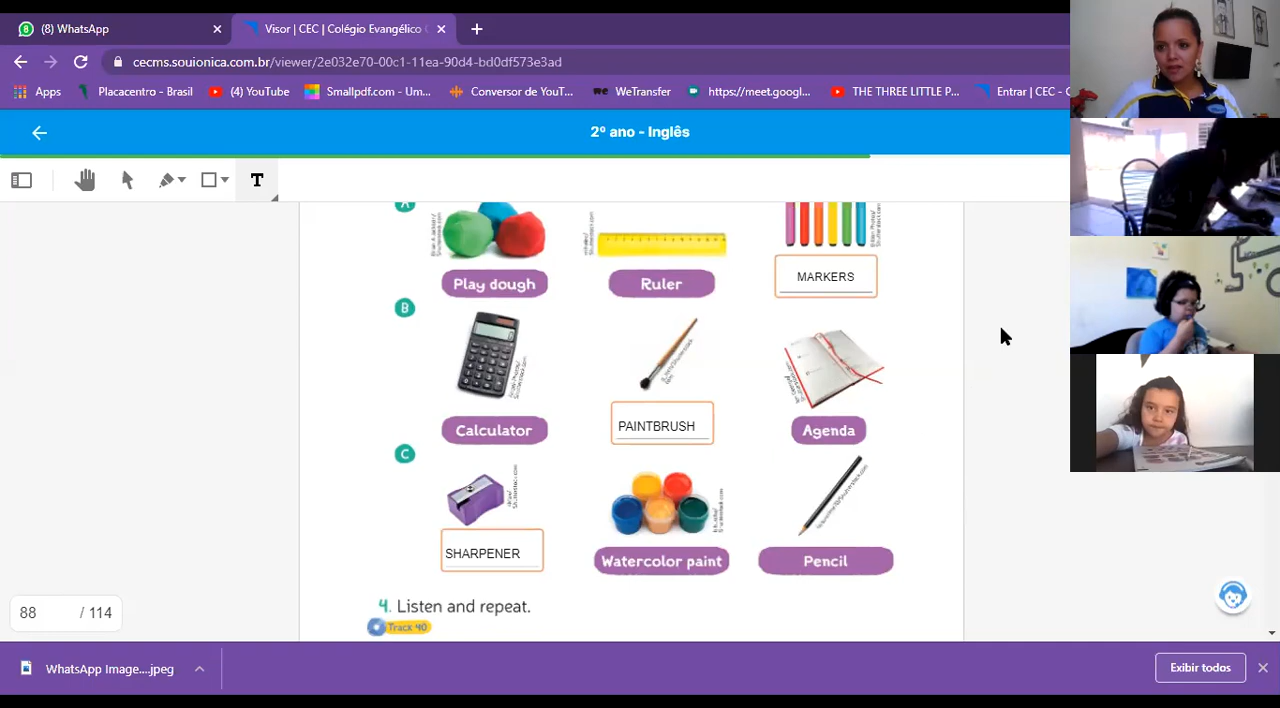 (8) WhatsApp
Visor | CEC | Colégio Evangélico
cecms.souionica.com.br/viewer/2e032e70-00c1-11ea-90d4-bd0df573e3ad
Apps
Placacentro - Brasil
(4) YouTube
Smallpdf.com - Um...
Conversor de YouT...
WeTransfer
https://meet.googl...
THE THREE LITTLE P...
Entrar | CEC -
2º ano - Inglês
T
A
Play dough
Ruler
MARKERS
B
Calculator
PAINTBRUSH
Agenda
C
SHARPENER
Watercolor paint
Pencil
4. Listen and repeat.
Track 40
88 / 114
WhatsApp Image....jpeg
Exibir todos